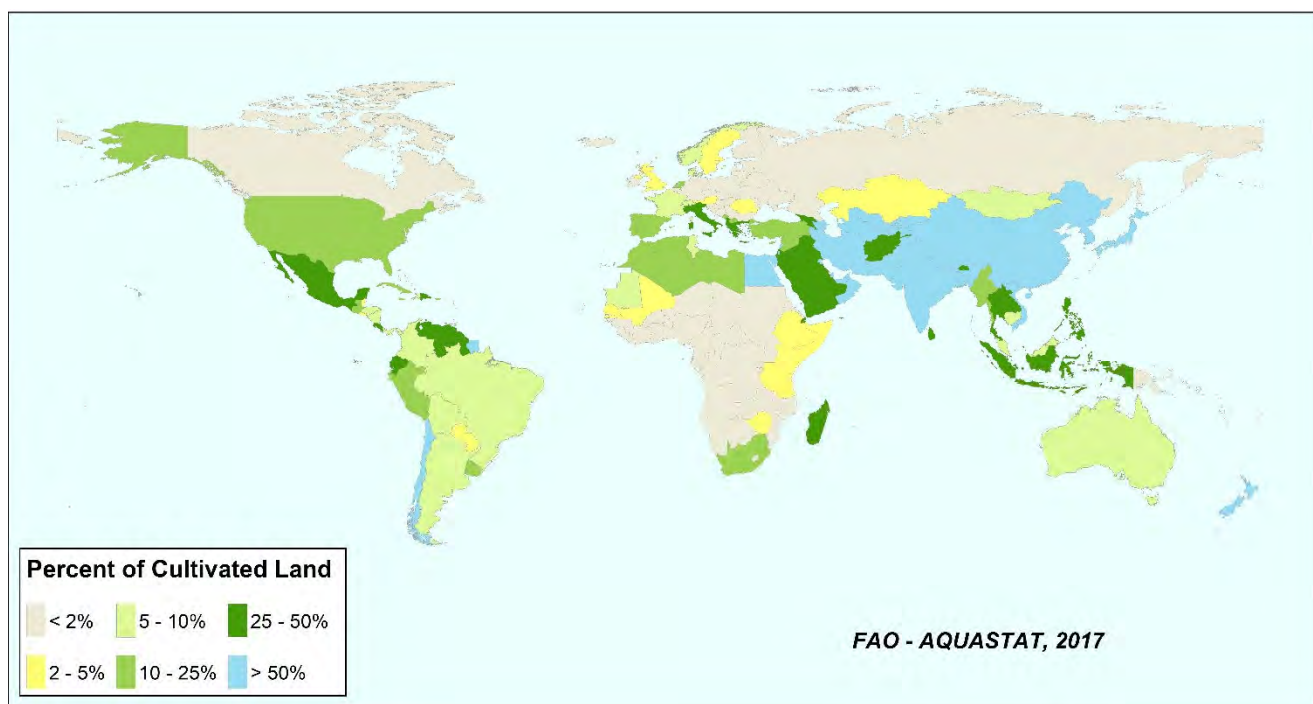 Percent of Cultivated Land
< 2%
5 - 10%
25 - 50%
2 - 5%
10 - 25%
> 50%
FAO - AQUASTAT, 2017